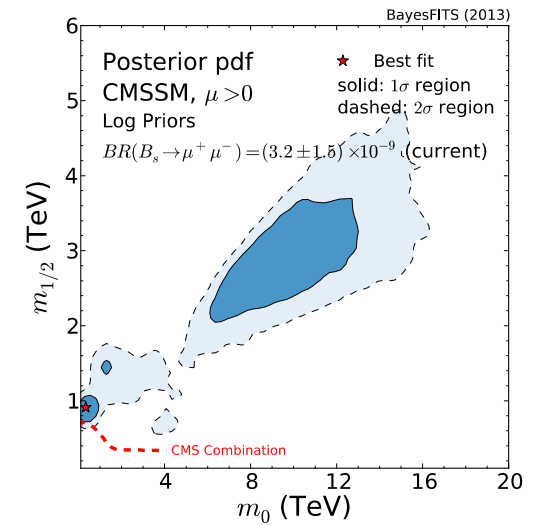 BayesFITS (2013)
Posterior pdf
CMSSM, μ >0
Log Priors
BR(B_s → μ^+ μ^-) = (3.2 ± 1.5) × 10^-9 (current)
Best fit
solid: 1σ region
dashed: 2σ region
CMS Combination
m_1/2 (TeV)
6
5
4
3
2
1
4
8
12
16
20
m_0 (TeV)